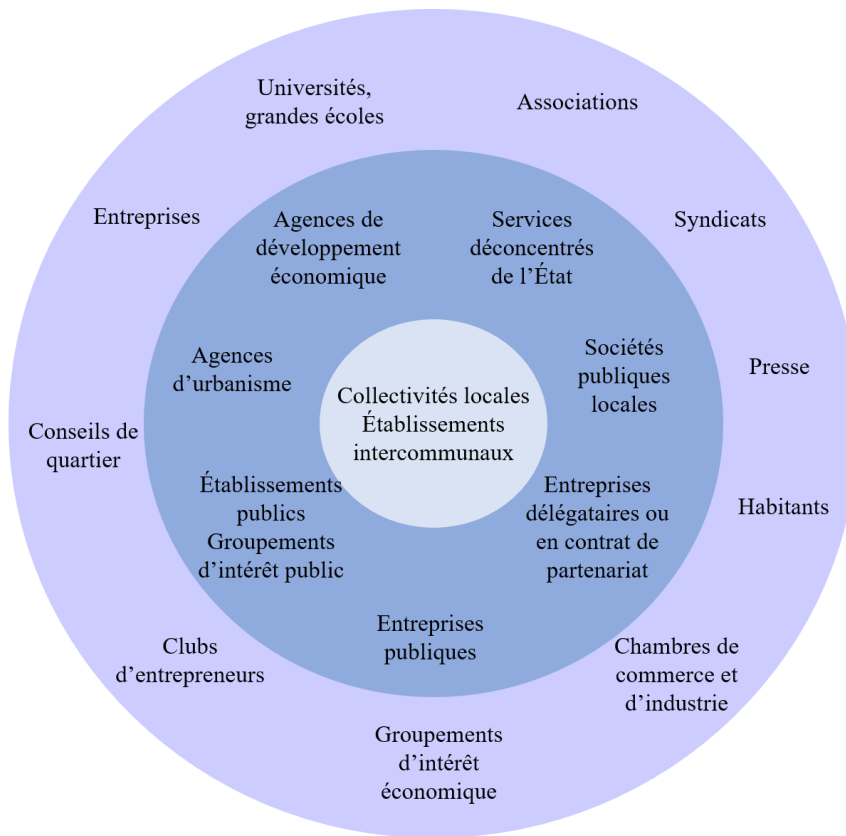 Universités,
grandes écoles
Associations
Entreprises
Syndicats
Agences de
développement
économique
Services
déconcentrés
de l’État
Agences
d’urbanisme
Sociétés
publiques
locales
Presse
Collectivités locales
Établissements
intercommunaux
Conseils de
quartier
Établissements
publics
Groupements
d’intérêt public
Entreprises
délégataires ou
en contrat de
partenariat
Habitants
Entreprises
publiques
Clubs
d’entrepreneurs
Chambres de
commerce et
d’industrie
Groupements
d’intérêt
économique